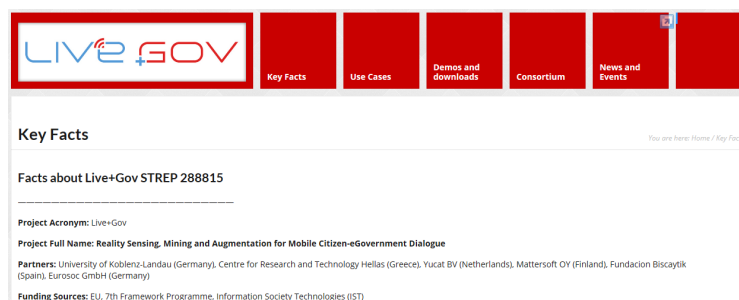 LIVE+GOV
Key Facts
Use Cases
Demos and
downloads
Consortium
News and
Events
Key Facts
You are here: Home / Key Fac
Facts about Live+Gov STREP 288815
————————————————————————
Project Acronym: Live+Gov
Project Full Name: Reality Sensing, Mining and Augmentation for Mobile Citizen-eGovernment Dialogue
Partners: University of Koblenz-Landau (Germany), Centre for Research and Technology Hellas (Greece), Yucat BV (Netherlands), Mattersoft OY (Finland), Fundacion Biscaytik
(Spain), Eurosoc GmbH (Germany)
Funding Sources: EU, 7th Framework Programme, Information Society Technologies (IST)